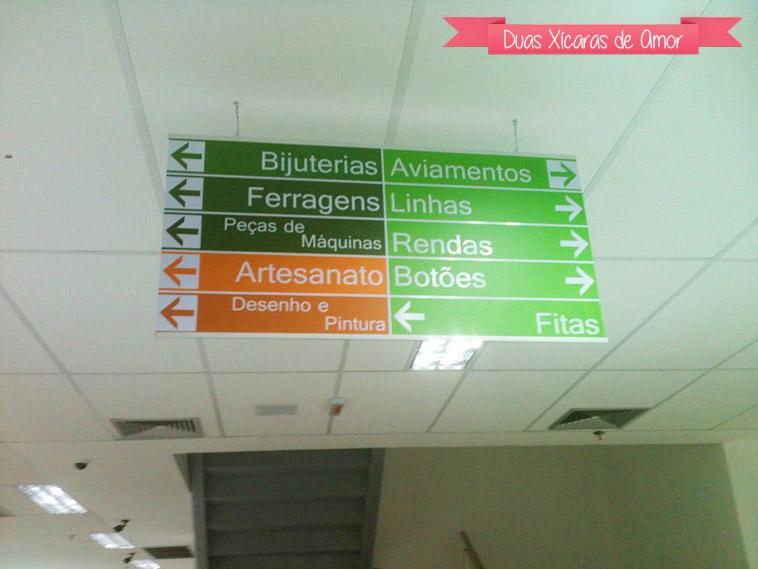 Duas Xícaras de Amor
Bijuterias
Ferragens
Peças de
Máquinas
Artesanato
Desenho e
Pintura
Aviamentos
Linhas
Rendas
Botões
Fitas